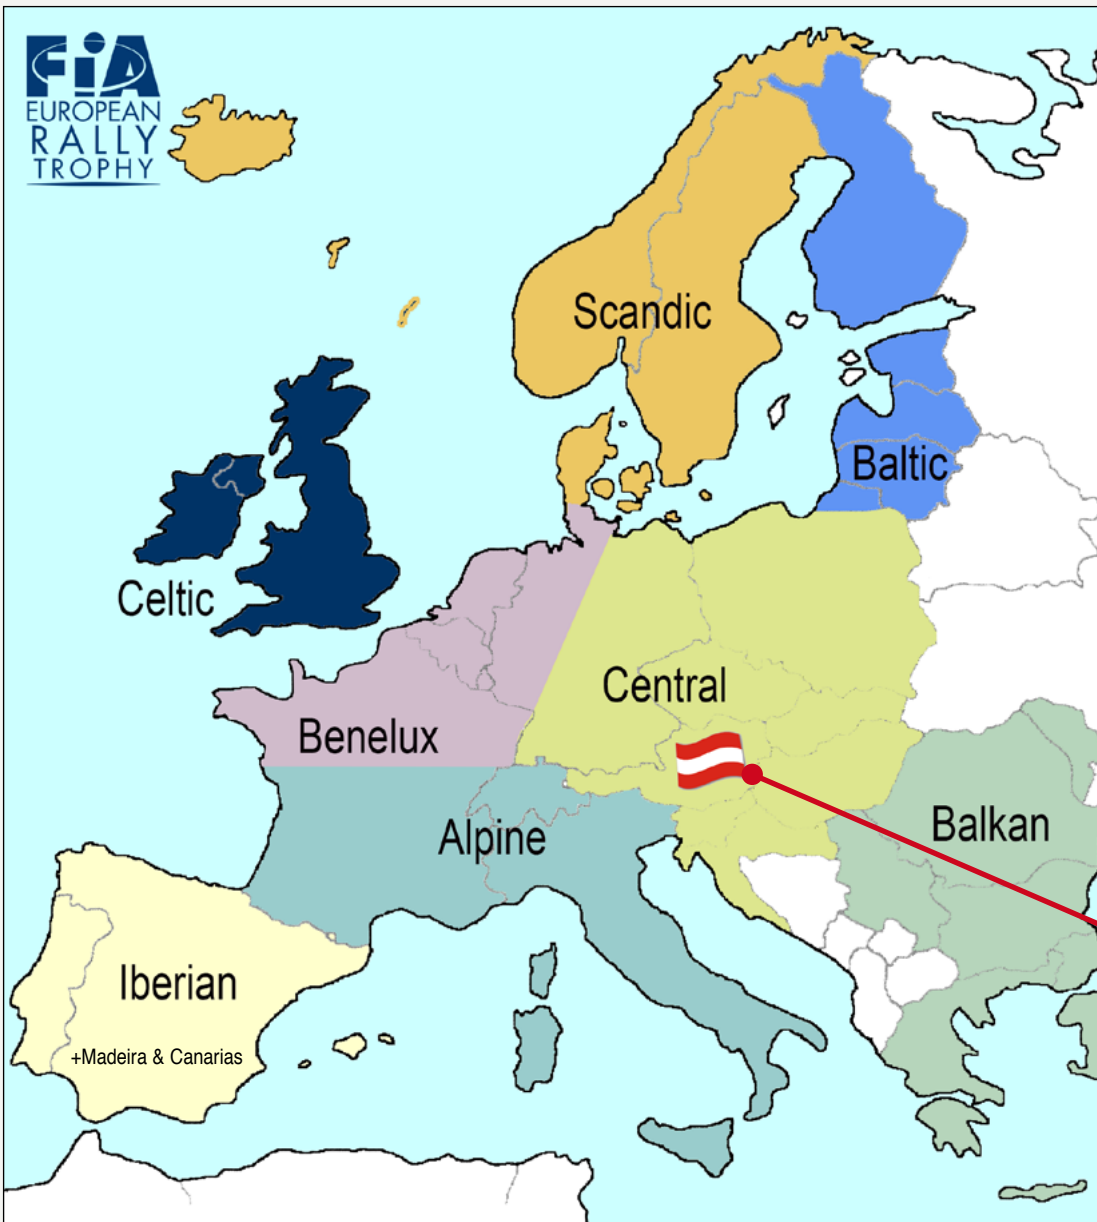 FiA
EUROPEAN
RALLY
TROPHY
Scandic
Baltic
Celtic
Central
Benelux
Balkan
Alpine
Iberian
+Madeira & Canarias